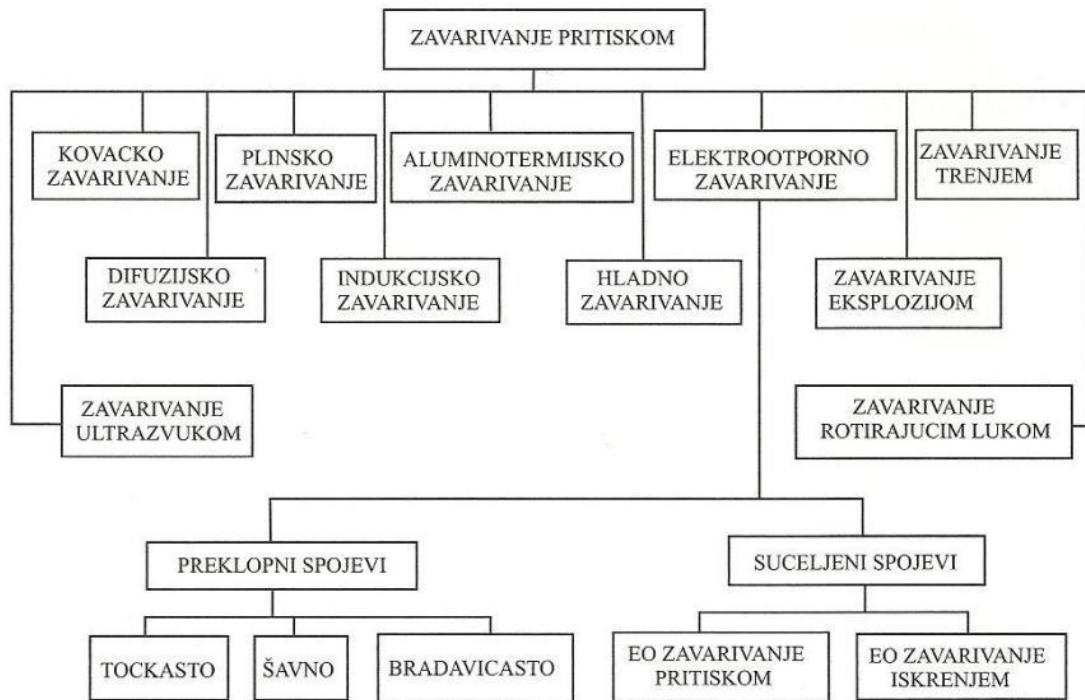 ZAVARIVANJE PRITISKOM
KOVACKO
ZAVARIVANJE
PLINSKO
ZAVARIVANJE
ALUMINOTERMIJSKO
ZAVARIVANJE
ELEKTROOTPORNO
ZAVARIVANJE
ZAVARIVANJE
TRENJEM
DIFUZIJSKO
ZAVARIVANJE
INDUKCIJSKO
ZAVARIVANJE
HLADNO
ZAVARIVANJE
ZAVARIVANJE
EKSPLOZIJOM
ZAVARIVANJE
ULTRAZVUKOM
ZAVARIVANJE
ROTIRAJUCIM LUKOM
PREKLOPNI SPOJEVI
SUCELJENI SPOJEVI
TOCKASTO
ŠAVNO
BRADAVICASTO
EO ZAVARIVANJE
PRITISKOM
EO ZAVARIVANJE
ISKRENJEM